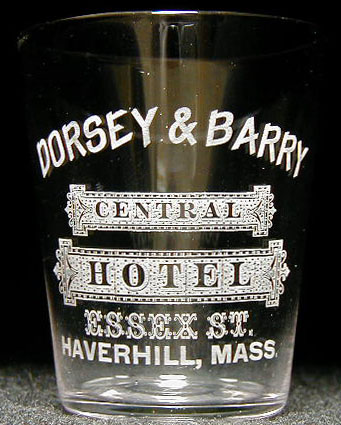 DORSEY & BARRY
CENTRAL
HOTEL
ESSEX ST.
HAVERHILL, MASS.